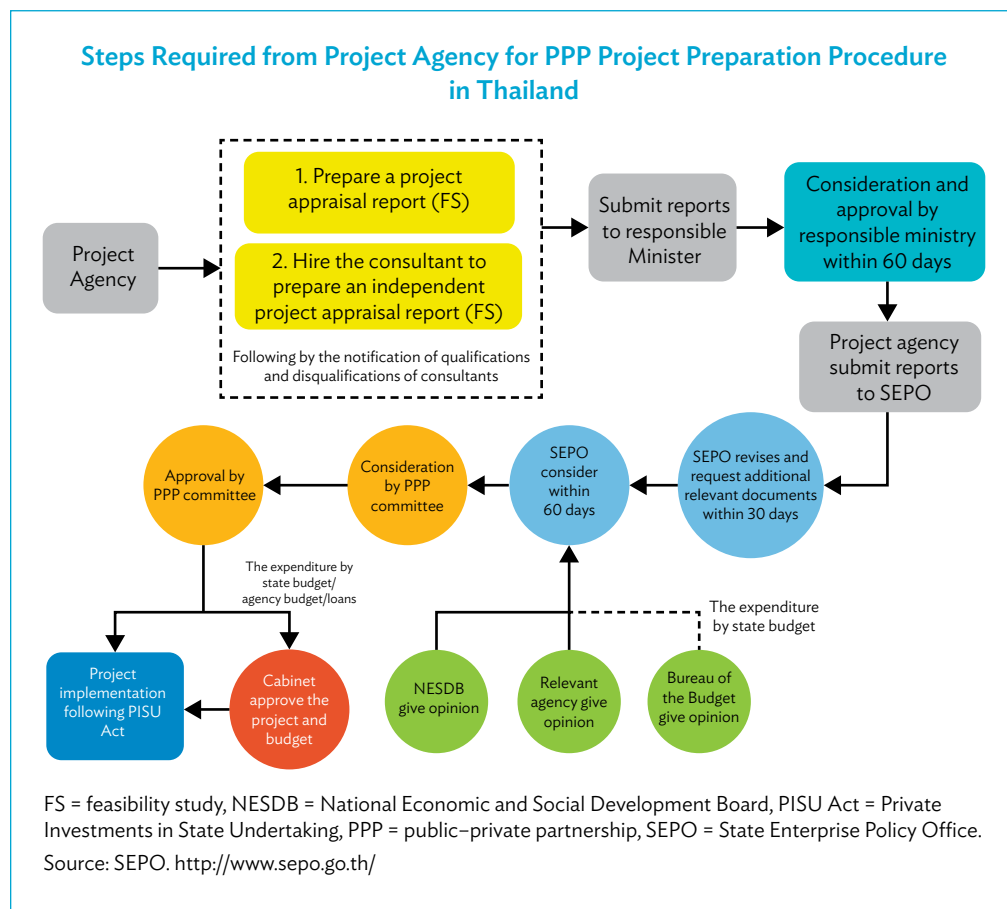 Steps Required from Project Agency for PPP Project Preparation Procedure
in Thailand
Project
Agency
1. Prepare a project
appraisal report (FS)
2. Hire the consultant to
prepare an independent
project appraisal report (FS)
Following by the notification of qualifications
and disqualifications of consultants
Submit reports
to responsible
Minister
Consideration and
approval by
responsible ministry
within 60 days
Project agency
submit reports
to SEPO
SEPO revises and
request additional
relevant documents
within 30 days
SEPO
consider
within
60 days
Consideration
by PPP
committee
Approval by
PPP committee
The expenditure by
state budget/
agency budget/loans
The expenditure
by state budget
Project
implementation
following PISU
Act
Cabinet
approve the
project and
budget
NESDB
give opinion
Relevant
agency give
opinion
Bureau of
the Budget
give opinion
FS = feasibility study, NESDB = National Economic and Social Development Board, PISU Act = Private
Investments in State Undertaking, PPP = public–private partnership, SEPO = State Enterprise Policy Office.
Source: SEPO. http://www.sepo.go.th/